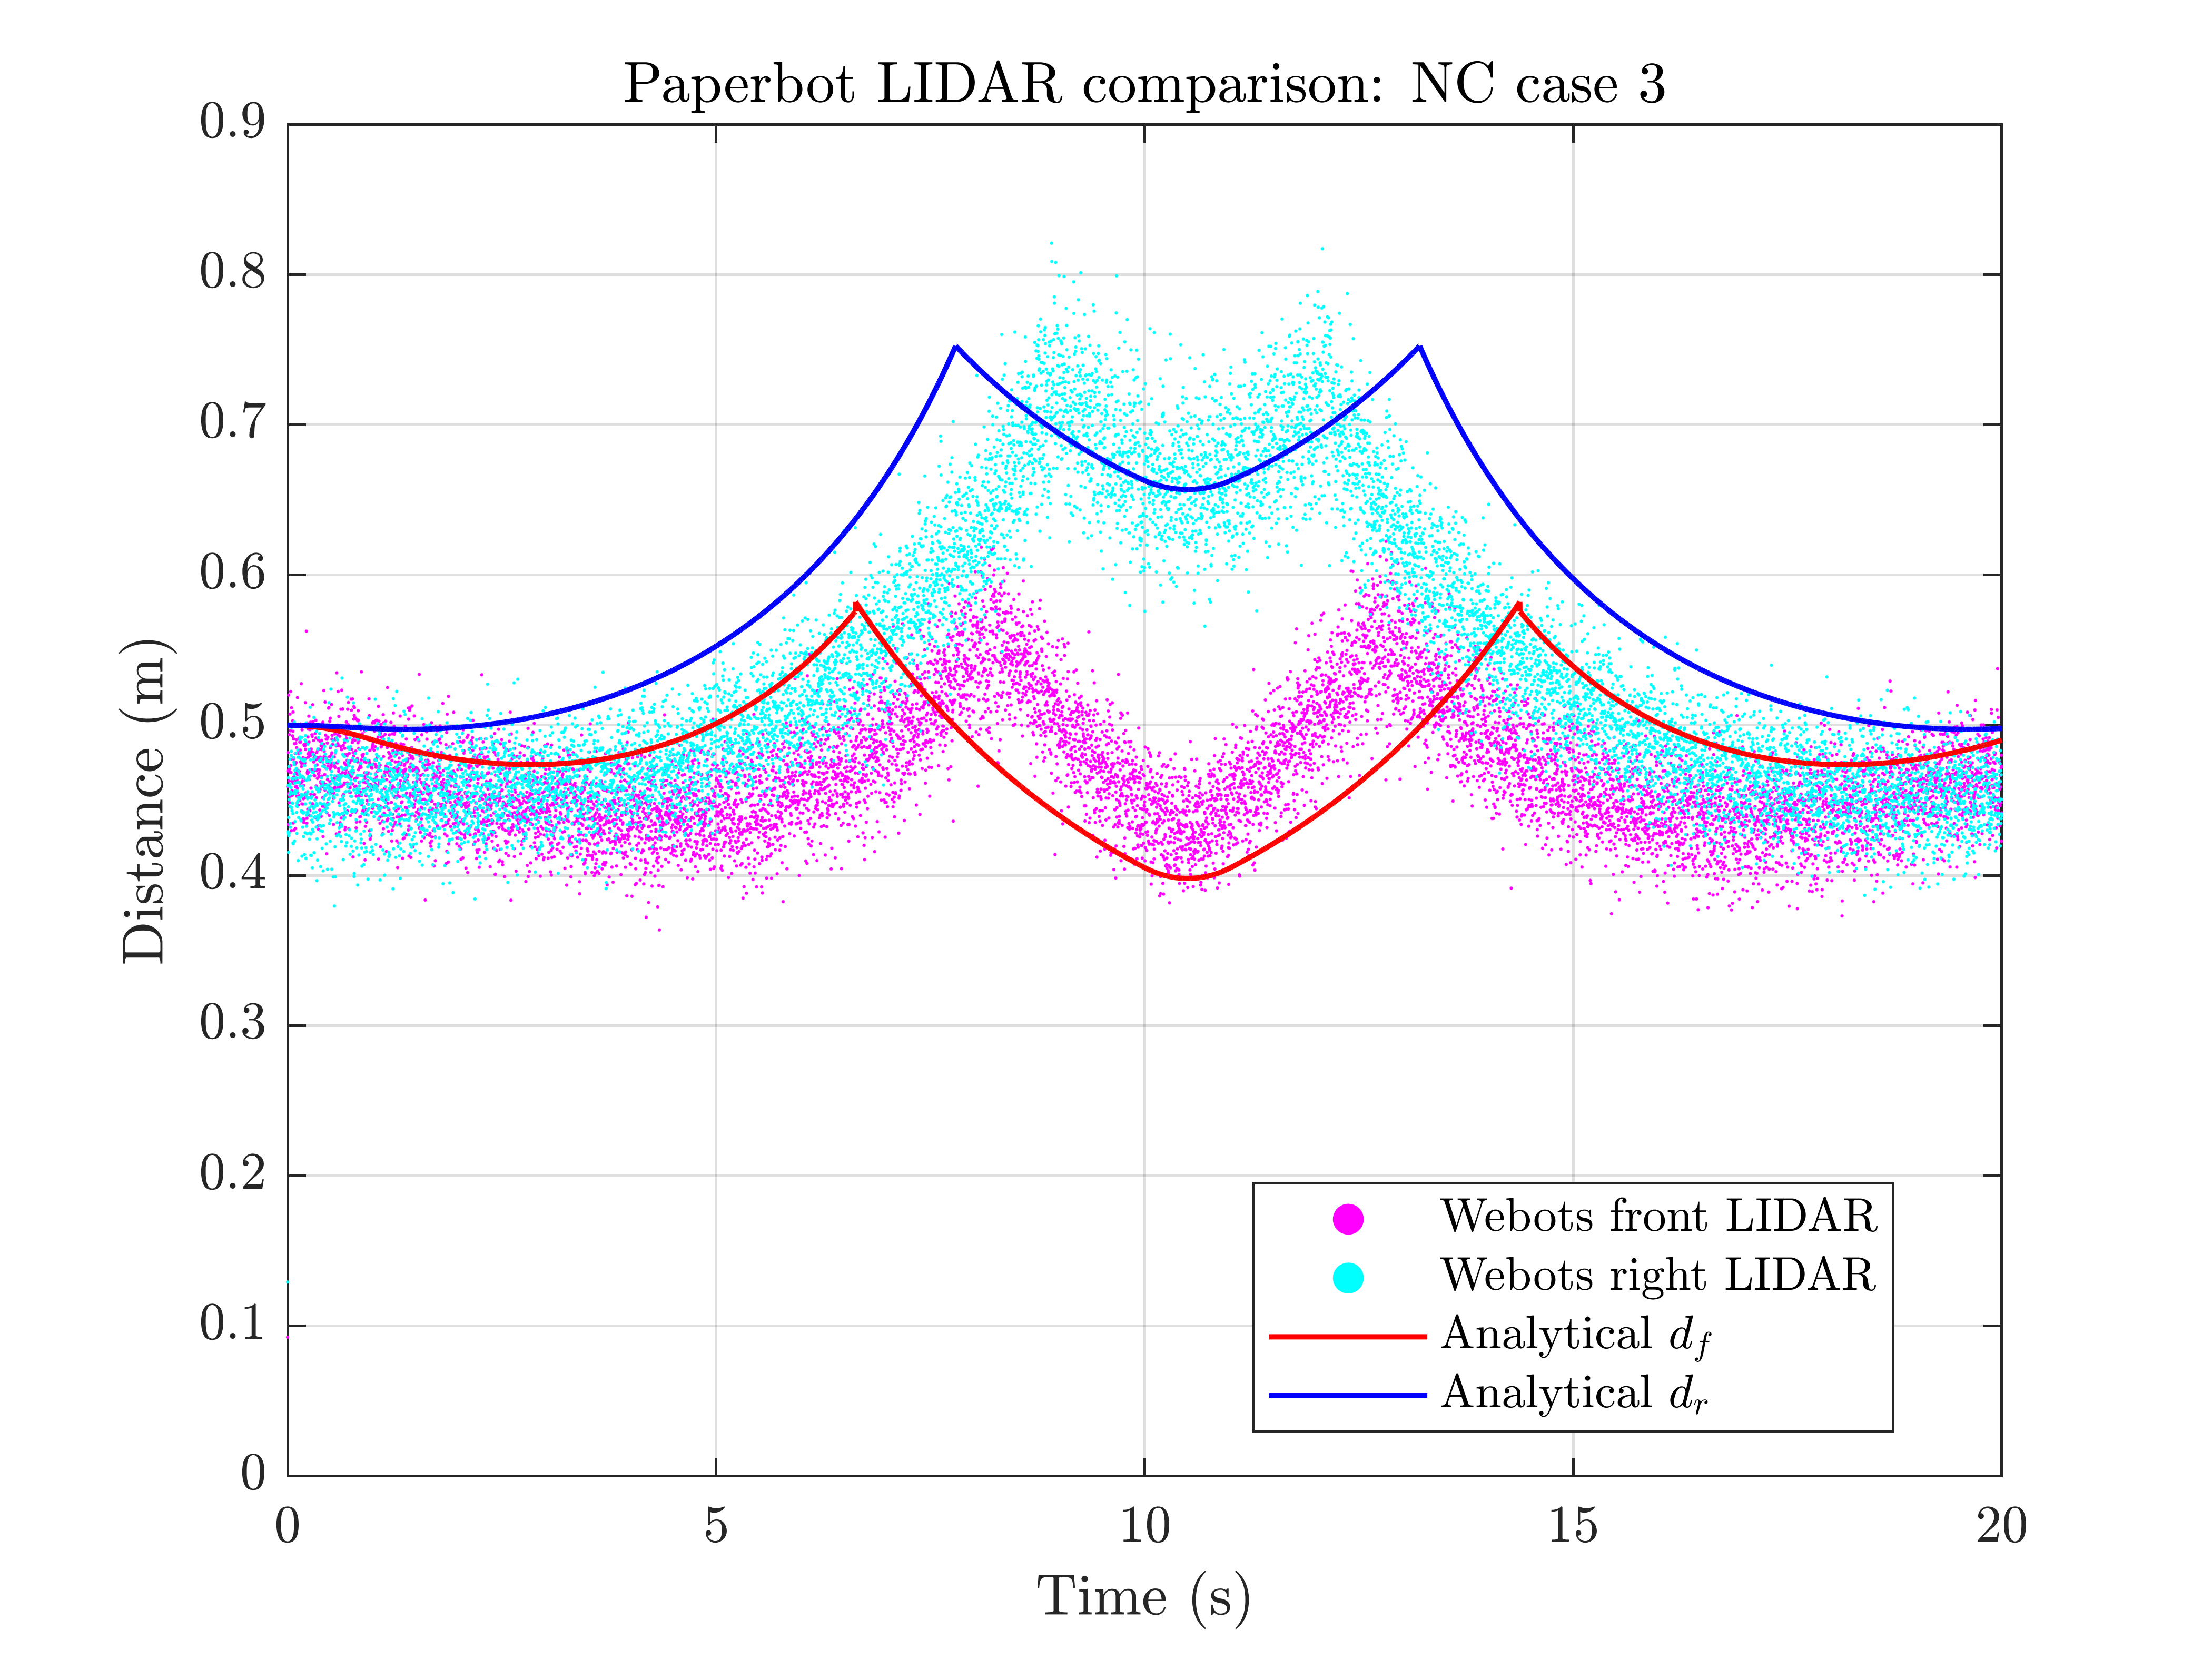 Paperbot LIDAR comparison: NC case 3
0.9
0.8
0.7
0.6
0.5
0.4
0.3
0.2
0.1
0
Distance (m)
Webots front LIDAR
Webots right LIDAR
Analytical d_f
Analytical d_r
0 5 10 15 20
Time (s)